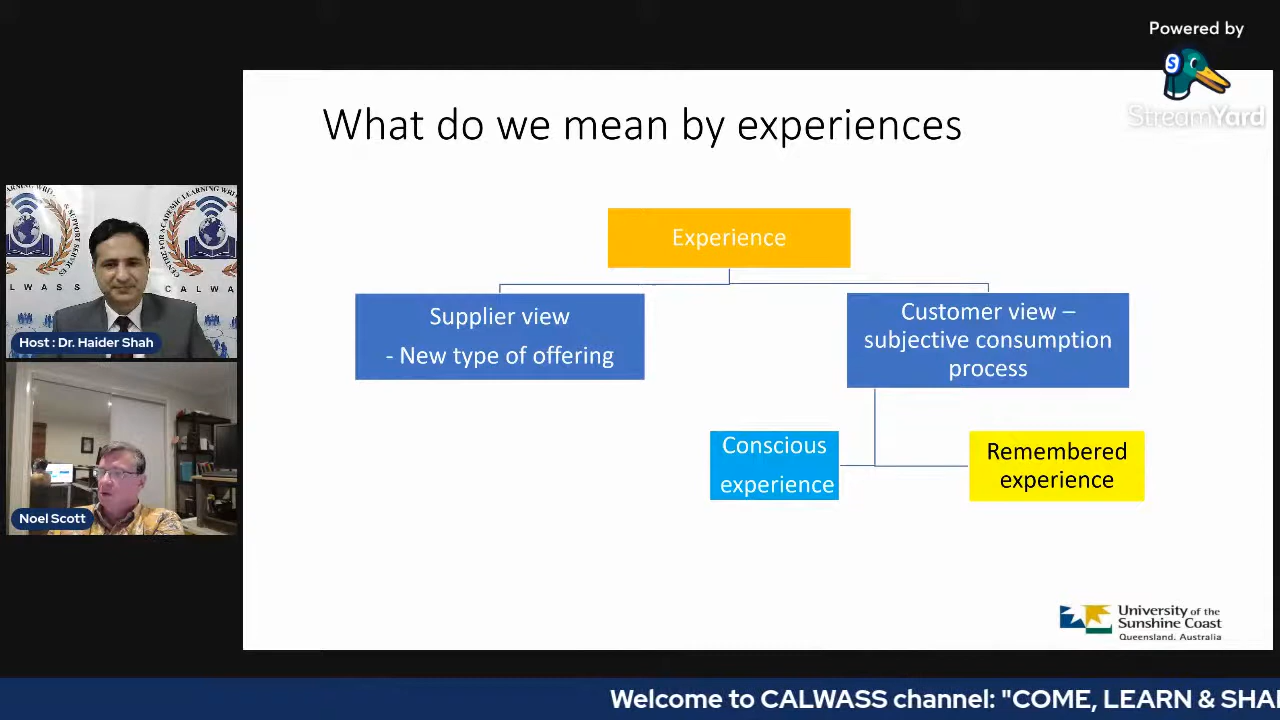 Powered by
StreamYard
What do we mean by experiences
Experience
Supplier view
- New type of offering
Customer view –
subjective consumption
process
Conscious
experience
Remembered
experience
Host : Dr. Haider Shah
Noel Scott
University of the
Sunshine Coast
Queensland, Australia
Welcome to CALWASS channel: "COME, LEARN & SHA